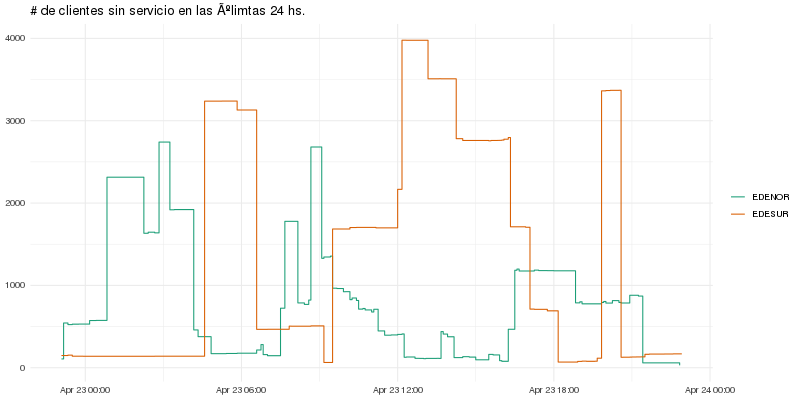 # de clientes sin servicio en las Ãºlimtas 24 hs.
4000
3000
2000
1000
0
Apr 23 00:00
Apr 23 06:00
Apr 23 12:00
Apr 23 18:00
Apr 24 00:00
EDENOR
EDESUR